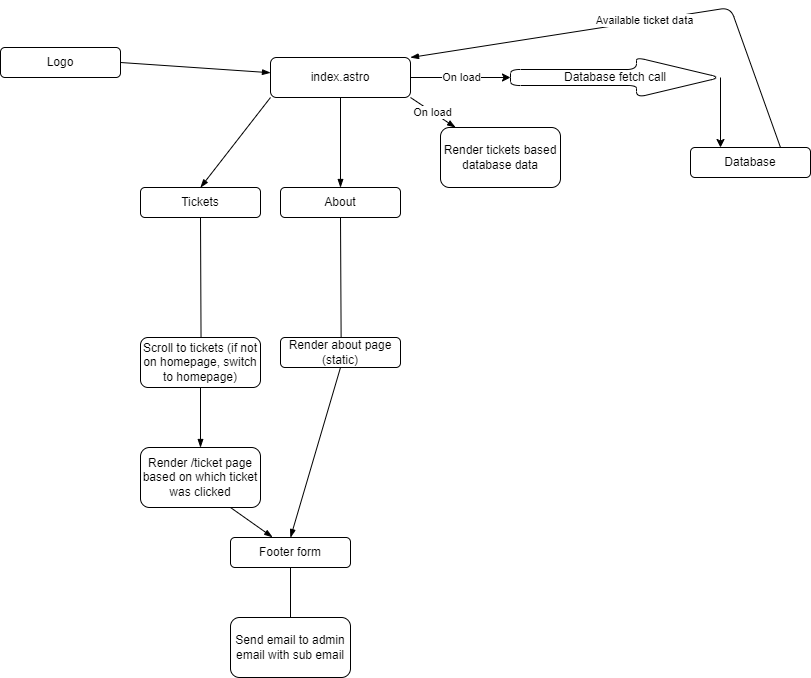 Available ticket data
Logo
index.astro
On load
Database fetch call
On load
Render tickets based
database data
Database
Tickets
About
Scroll to tickets (if not
on homepage, switch
to homepage)
Render about page
(static)
Render /ticket page
based on which ticket
was clicked
Footer form
Send email to admin
email with sub email